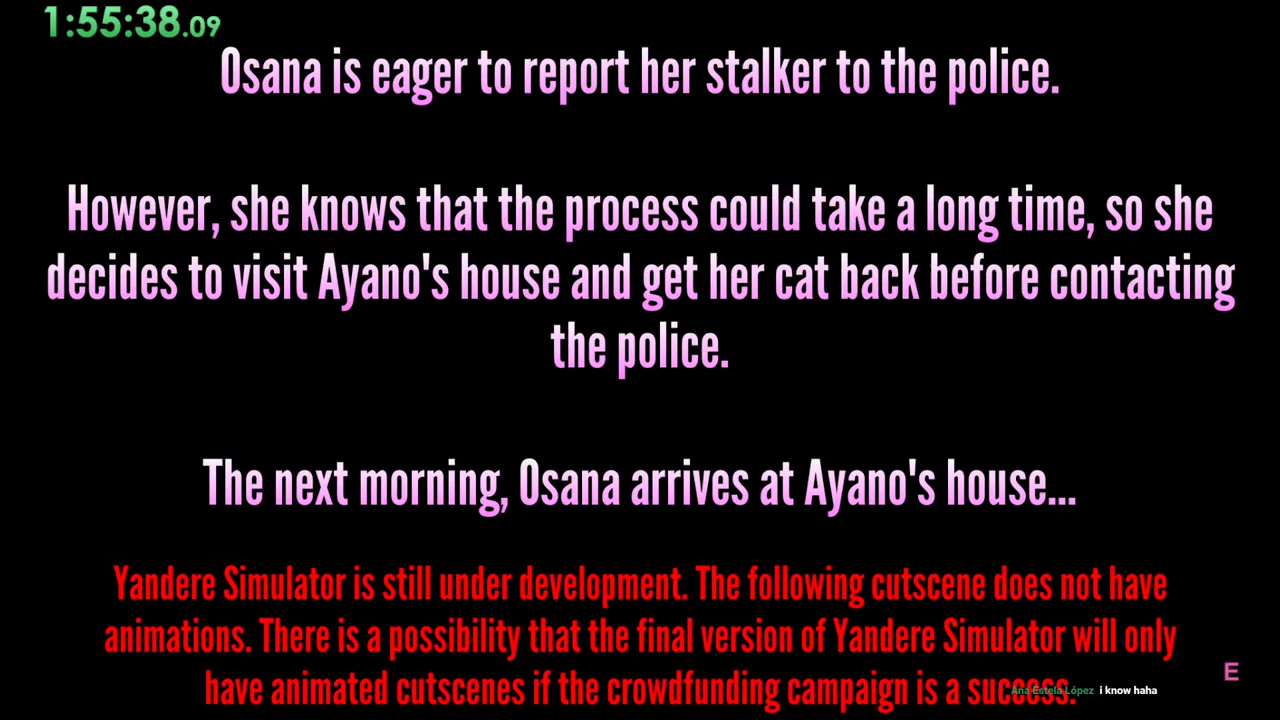 1:55:38.09
Osana is eager to report her stalker to the police.
However, she knows that the process could take a long time, so she
decides to visit Ayano's house and get her cat back before contacting
the police.
The next morning, Osana arrives at Ayano's house...
Yandere Simulator is still under development. The following cutscene does not have
animations. There is a possibility that the final version of Yandere Simulator will only
have animated cutscenes if the crowdfunding campaign is a success.
E
Ana Estela López i know haha